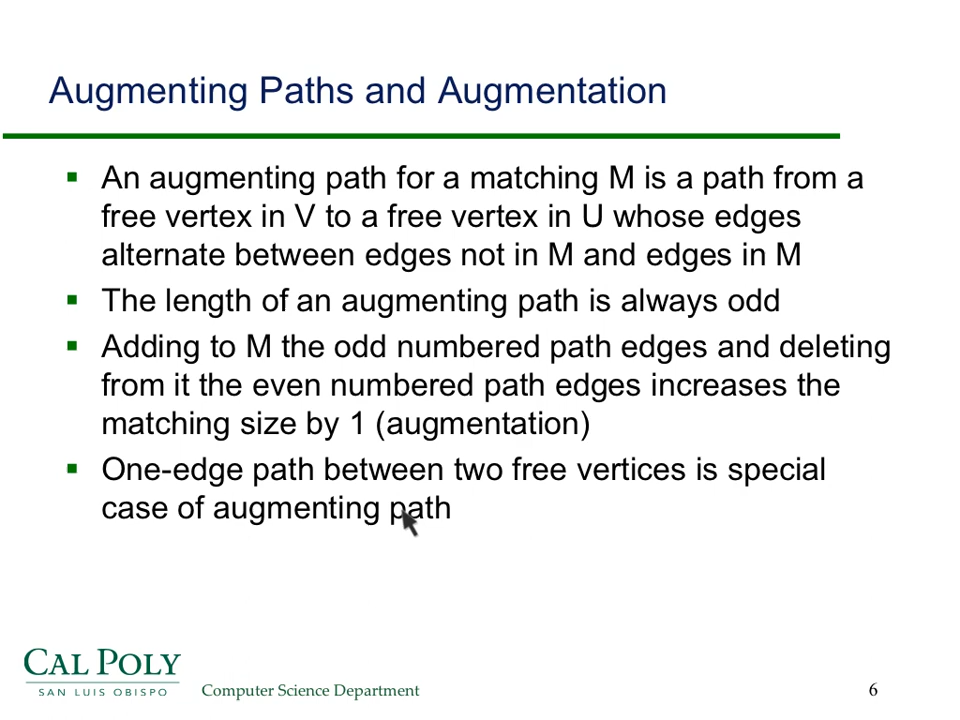 Augmenting Paths and Augmentation
▪ An augmenting path for a matching M is a path from a
free vertex in V to a free vertex in U whose edges
alternate between edges not in M and edges in M
▪ The length of an augmenting path is always odd
▪ Adding to M the odd numbered path edges and deleting
from it the even numbered path edges increases the
matching size by 1 (augmentation)
▪ One-edge path between two free vertices is special
case of augmenting path
CAL POLY
SAN LUIS OBISPO
Computer Science Department
6